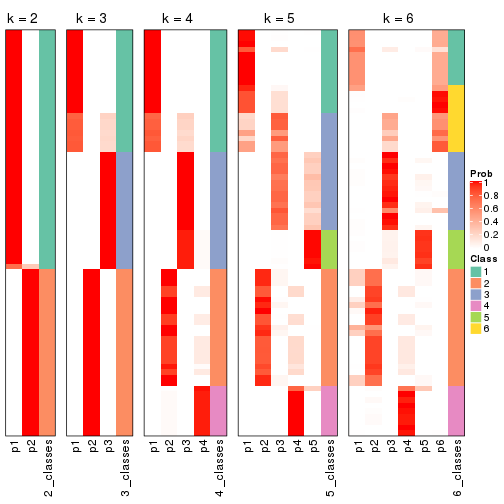 k = 2
k = 3
k = 4
k = 5
k = 6
p1
p2
2_classes
p1
p2
p3
3_classes
p1
p2
p3
p4
4_classes
p1
p2
p3
p4
p5
5_classes
p1
p2
p3
p4
p5
p6
6_classes
Prob
1
0.8
0.6
0.4
0.2
0
Class
1
2
3
4
5
6